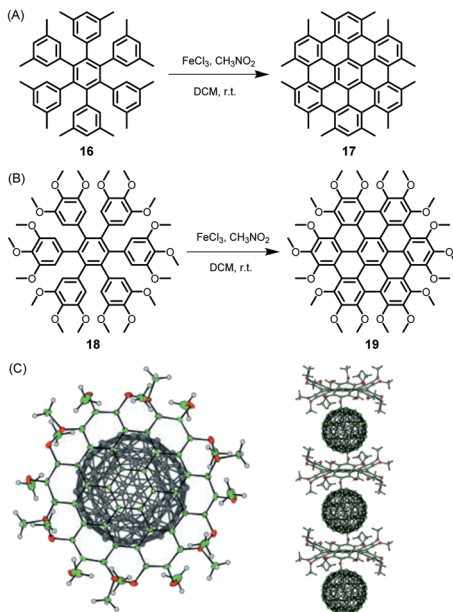 (A)
FeCl3, CH3NO2
DCM, r.t.
16
17
(B)
FeCl3, CH3NO2
DCM, r.t.
18
19
(C)